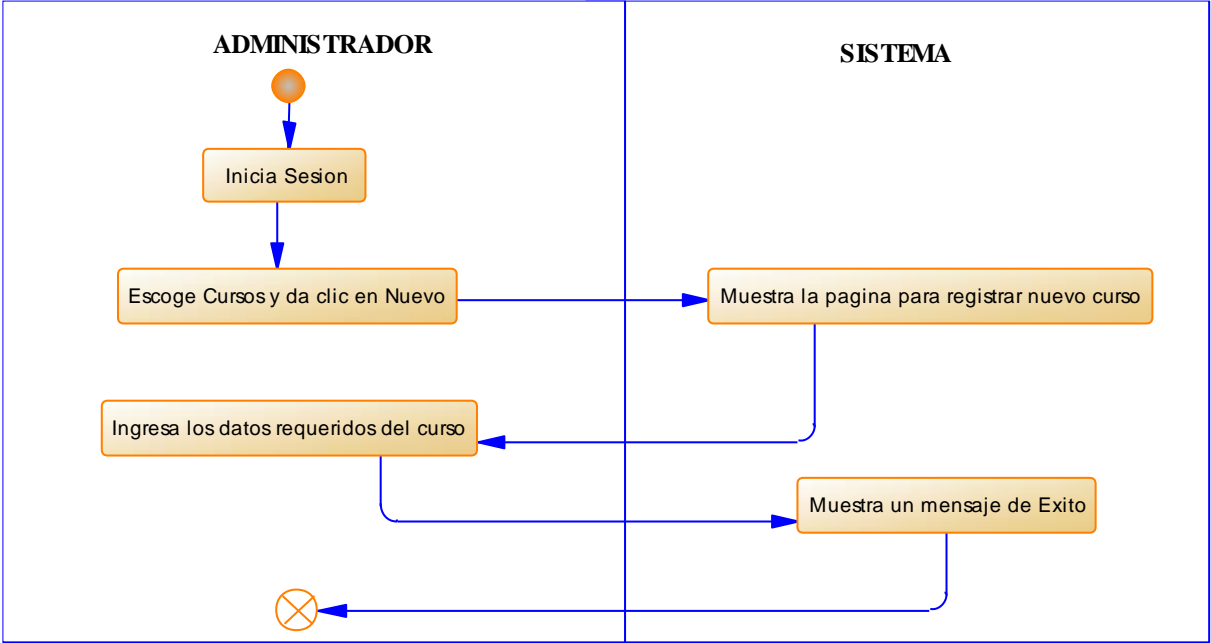 ADMINISTRADOR
SISTEMA
Inicia Sesion
Escoge Cursos y da clic en Nuevo
Muestra la pagina para registrar nuevo curso
Ingresa los datos requeridos del curso
Muestra un mensaje de Exito